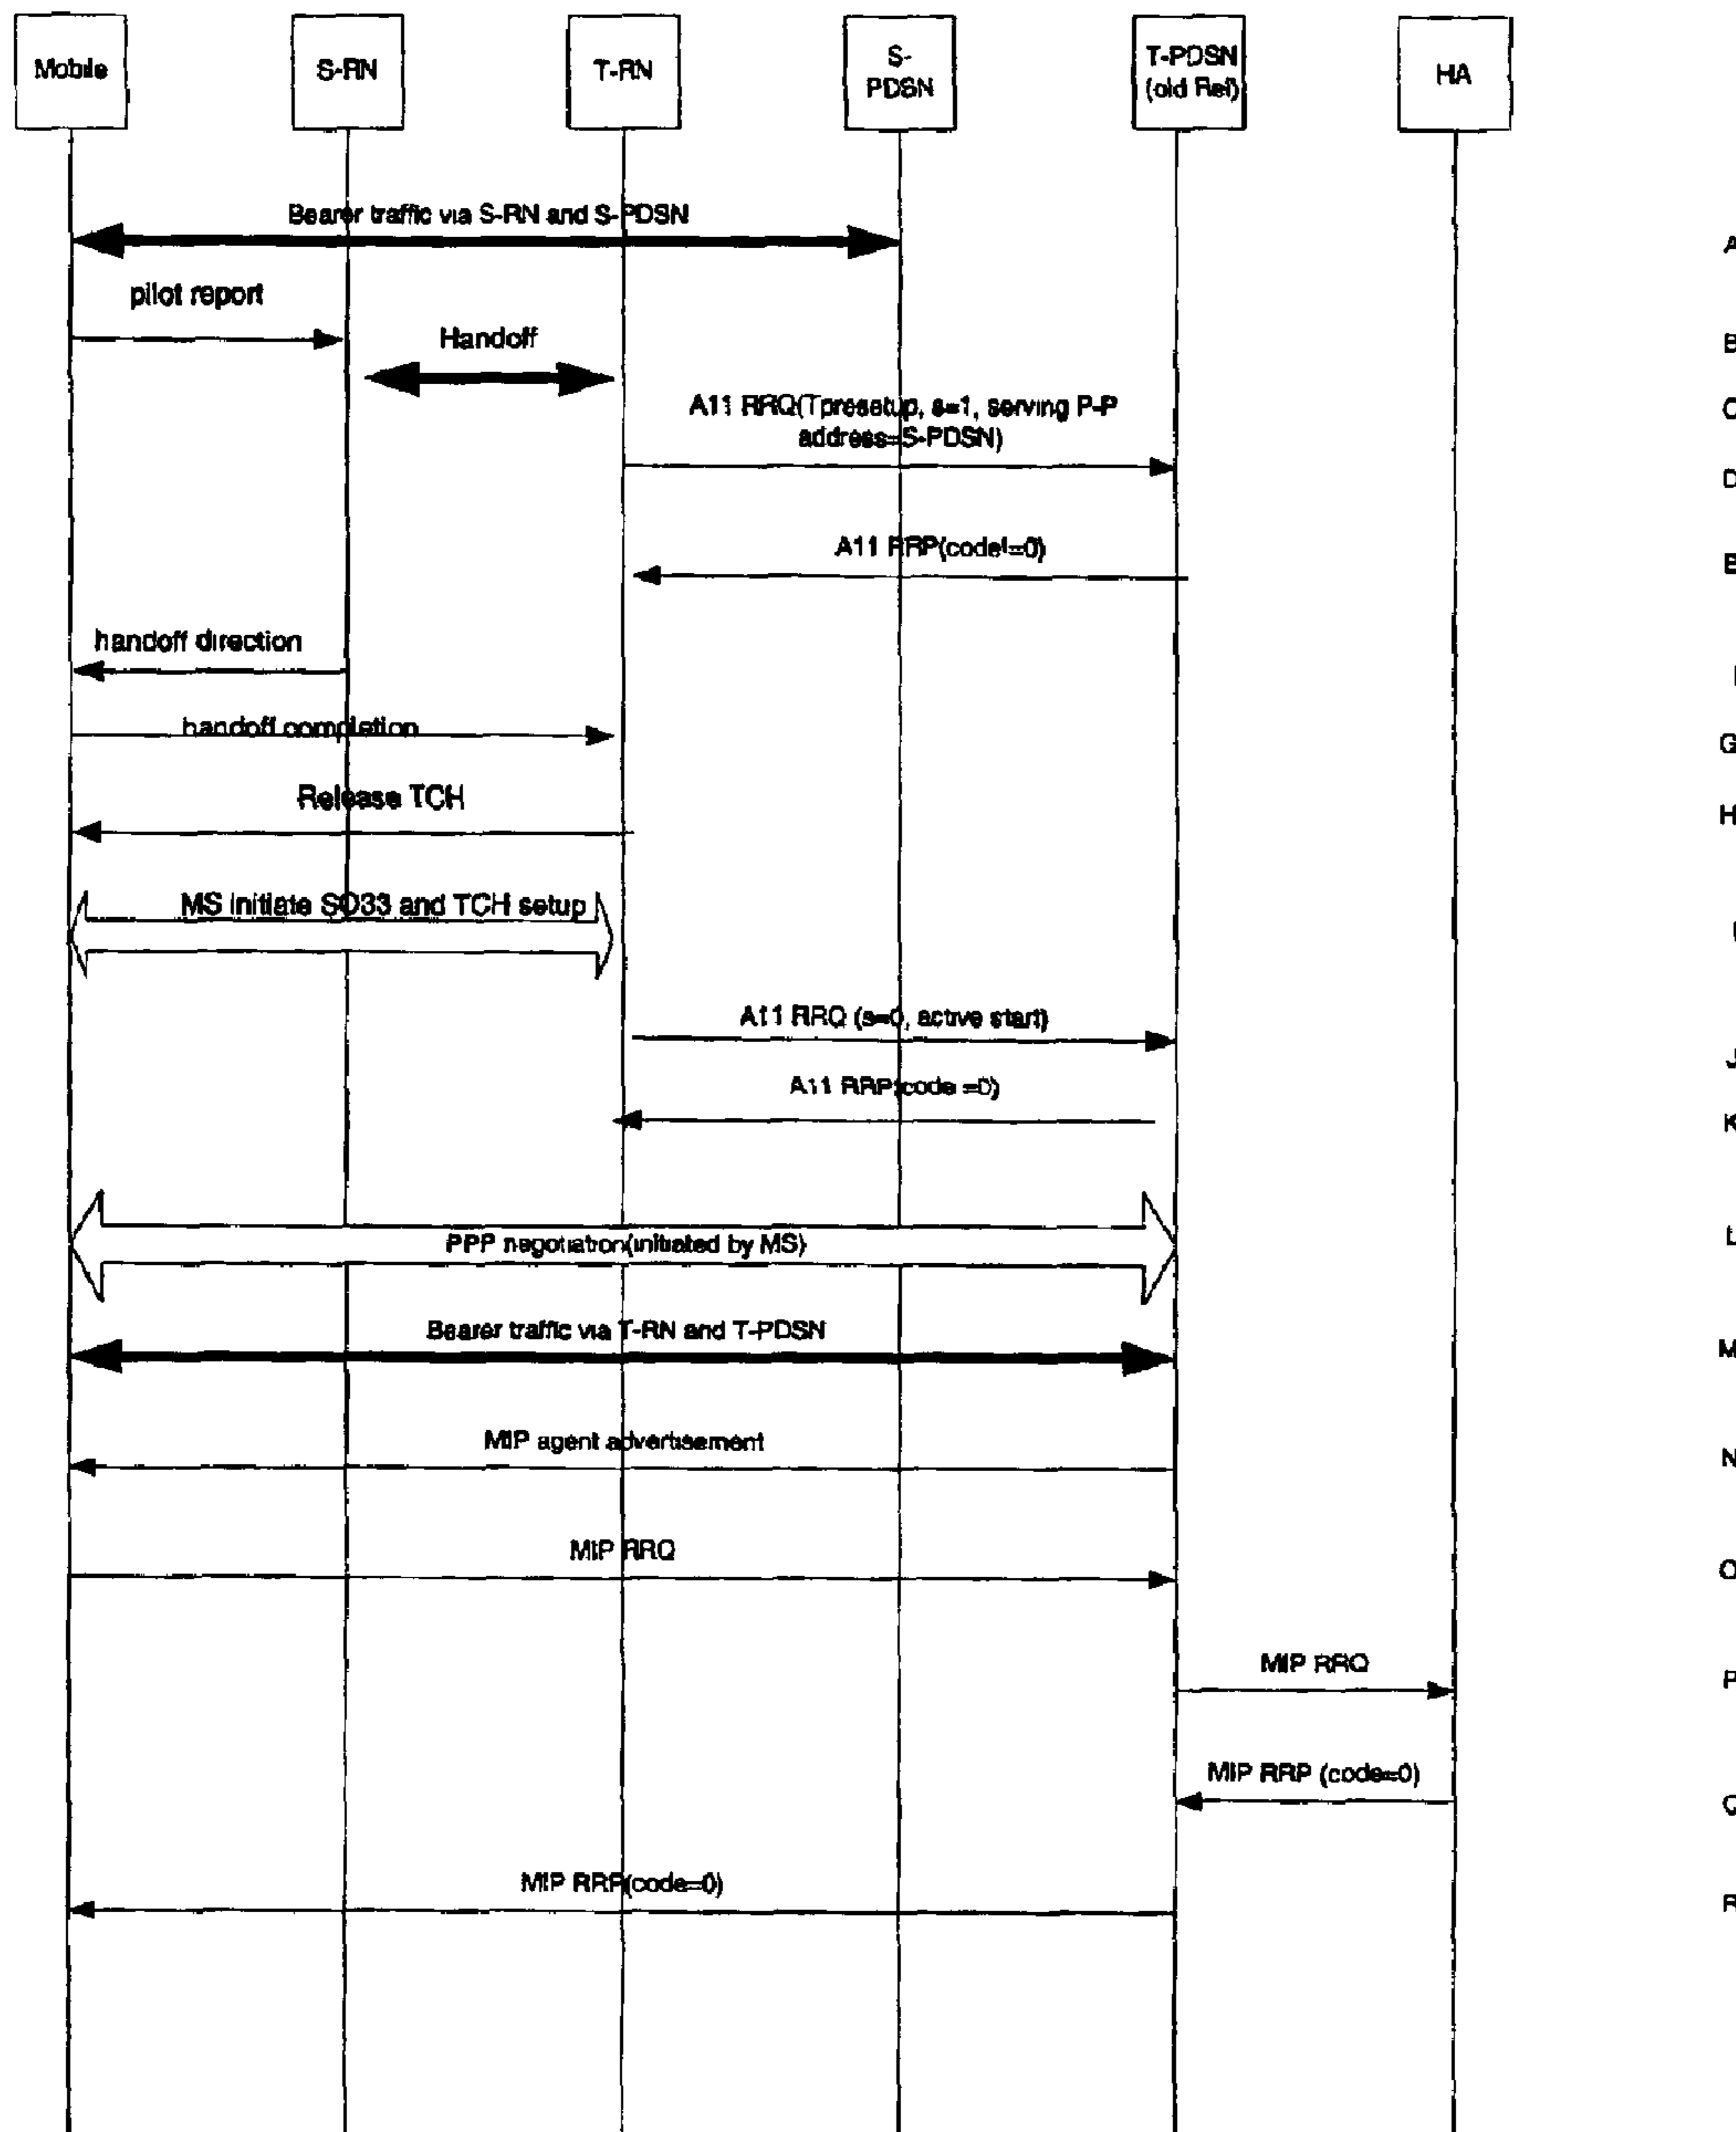 Mobile
S-RN
T-RN
S-
PDSN
T-PDSN
(old Rel)
HA
Bearer traffic via S-RN and S-PDSN
A
pilot report
B
Handoff
A11 RRQ(Tpresetup, s=1, serving P-P
address=S-PDSN)
C
D
A11 RRP(code!=0)
E
handoff direction
handoff completion
G
Release TCH
H
MS initiate SO33 and TCH setup
I
A11 RRQ (s=0, active start)
J
A11 RRP(code =0)
K
PPP negotiation(initiated by MS)
L
Bearer traffic via T-RN and T-PDSN
M
MIP agent advertisement
N
MIP RRQ
O
MIP RRQ
P
MIP RRP (code=0)
Q
MIP RRP(code=0)
R